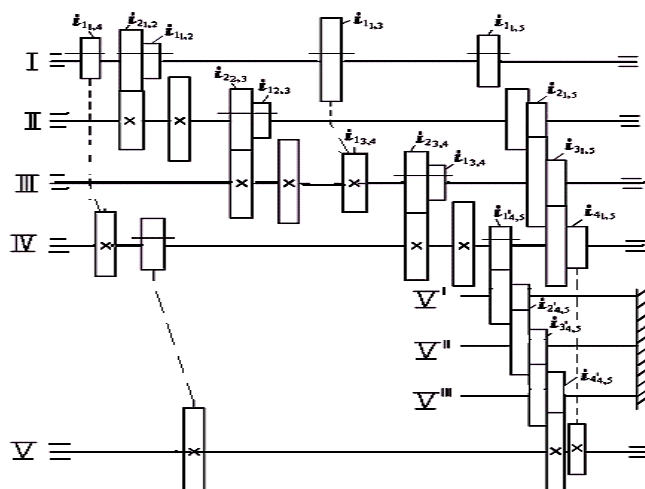 i₁₁,₄ i₂₁,₂ i₁₁,₂ i₁₁,₃ i₁₁,₅
I
i₂₂,₃ i₁₂,₃ i₂₁,₅
II
i₁₃,₄ i₂₃,₄ i₁₃,₄ i₃₁,₅
III
i₁'₄,₅ i₄₁,₅
IV
V^I i₂'₄,₅
V^II i₃'₄,₅
V^III i₄'₄,₅
V